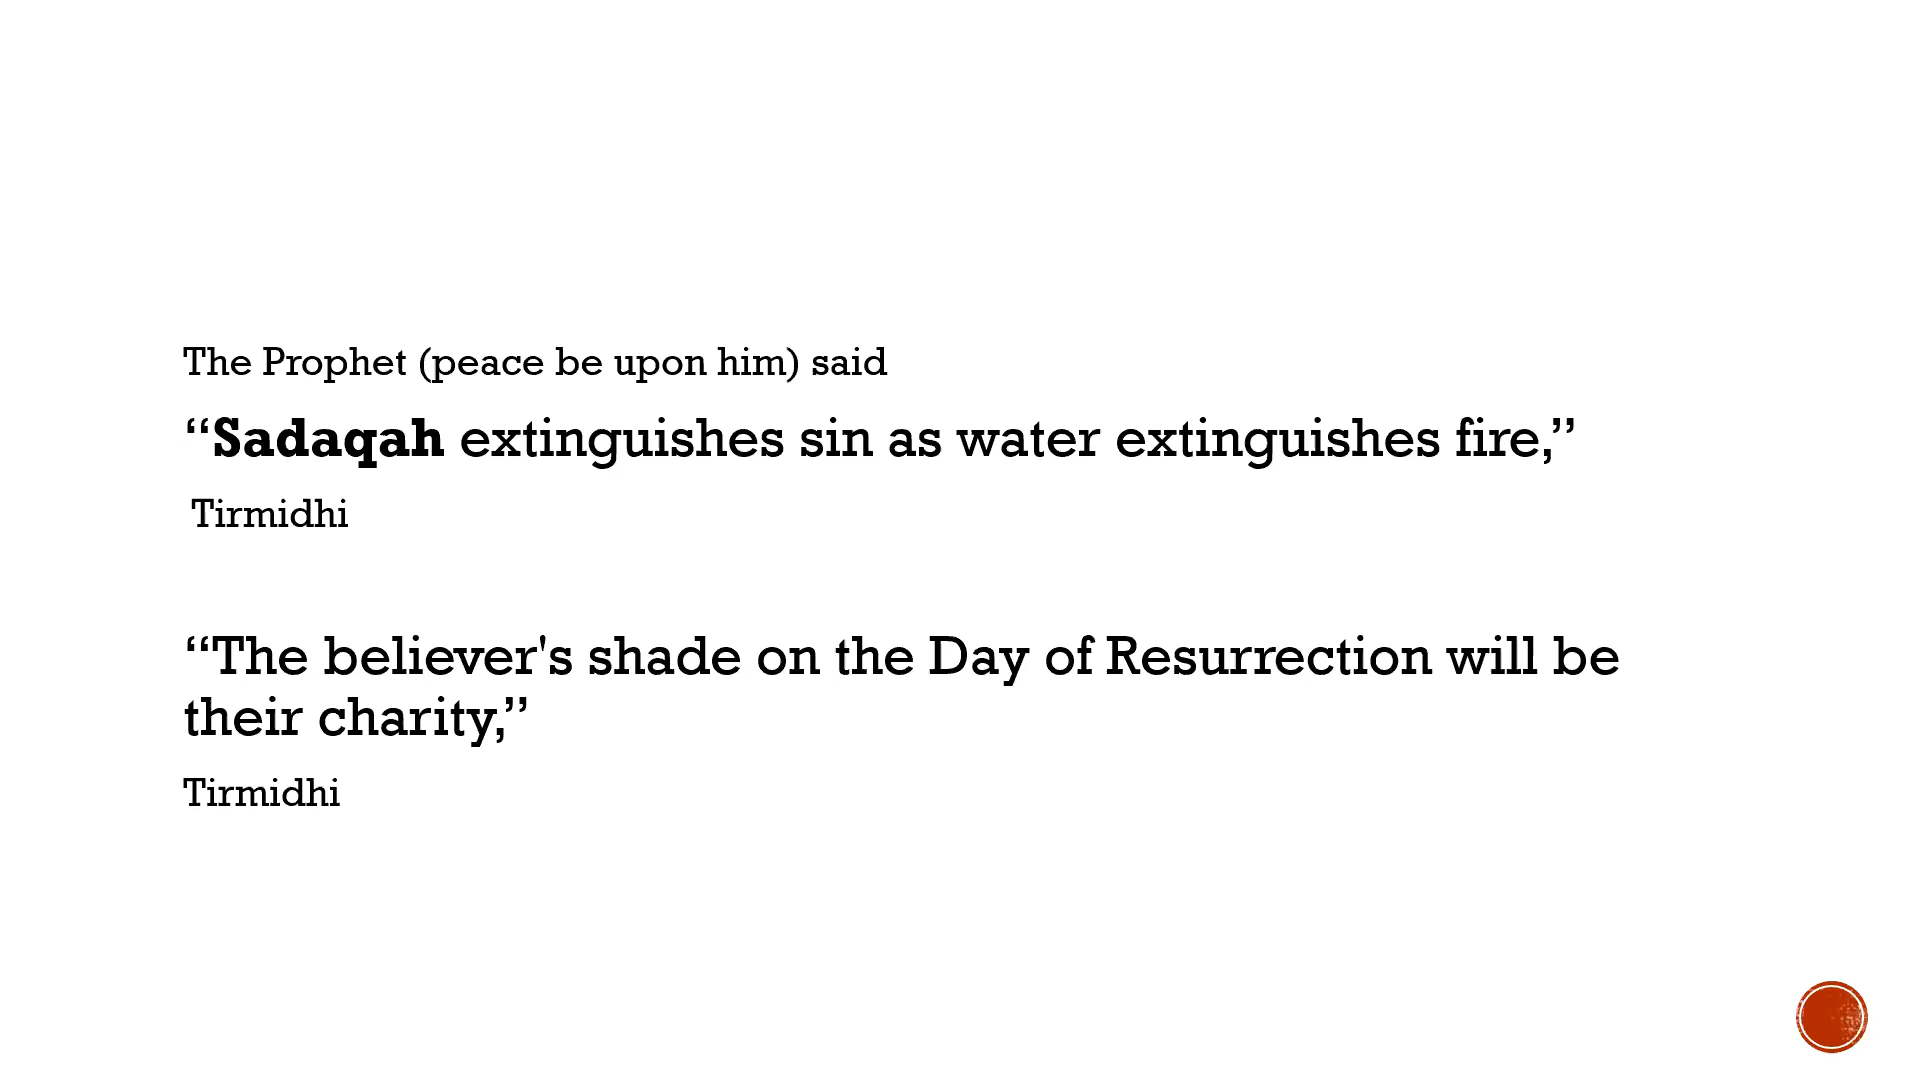 The Prophet (peace be upon him) said
“Sadaqah extinguishes sin as water extinguishes fire,”
Tirmidhi
“The believer's shade on the Day of Resurrection will be
their charity,”
Tirmidhi